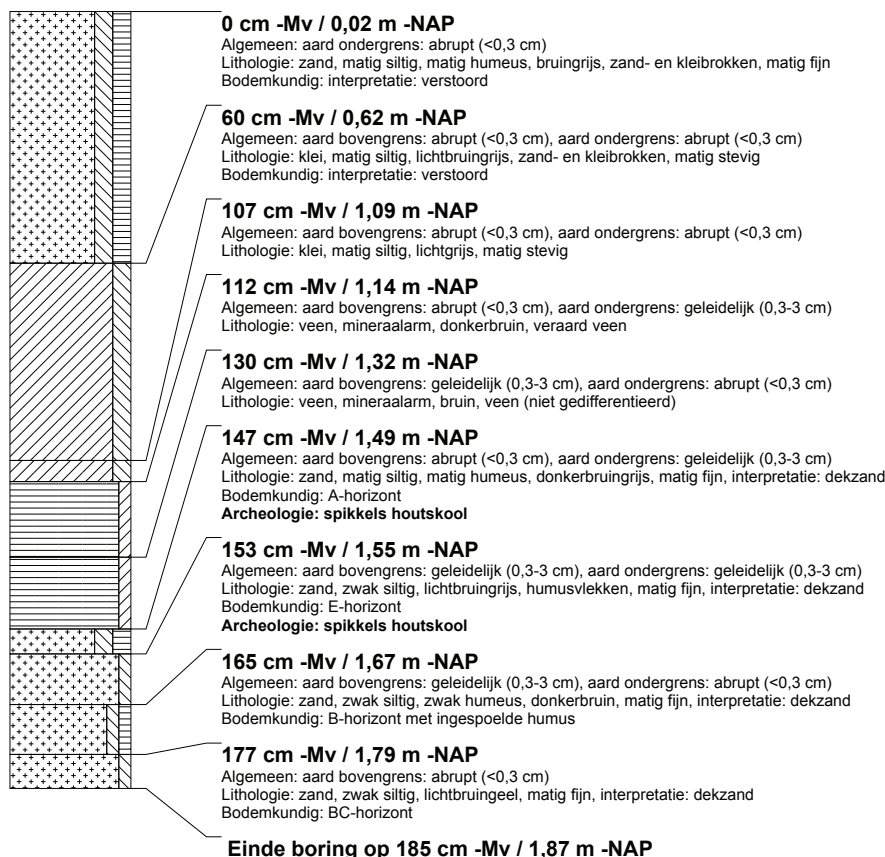 0 cm -Mv / 0,02 m -NAP
Algemeen: aard ondergrens: abrupt (<0,3 cm)
Lithologie: zand, matig siltig, matig humeus, bruingrijs, zand- en kleibrokken, matig fijn
Bodemkundig: interpretatie: verstoord
60 cm -Mv / 0,62 m -NAP
Algemeen: aard bovengrens: abrupt (<0,3 cm), aard ondergrens: abrupt (<0,3 cm)
Lithologie: klei, matig siltig, lichtbruingrijs, zand- en kleibrokken, matig stevig
Bodemkundig: interpretatie: verstoord
107 cm -Mv / 1,09 m -NAP
Algemeen: aard bovengrens: abrupt (<0,3 cm), aard ondergrens: abrupt (<0,3 cm)
Lithologie: klei, matig siltig, lichtgrijs, matig stevig
112 cm -Mv / 1,14 m -NAP
Algemeen: aard bovengrens: abrupt (<0,3 cm), aard ondergrens: geleidelijk (0,3-3 cm)
Lithologie: veen, mineraalarm, donkerbruin, veraard veen
130 cm -Mv / 1,32 m -NAP
Algemeen: aard bovengrens: geleidelijk (0,3-3 cm), aard ondergrens: abrupt (<0,3 cm)
Lithologie: veen, mineraalarm, bruin, veen (niet gedifferentieerd)
147 cm -Mv / 1,49 m -NAP
Algemeen: aard bovengrens: abrupt (<0,3 cm), aard ondergrens: geleidelijk (0,3-3 cm)
Lithologie: zand, matig siltig, matig humeus, donkerbruingrijs, matig fijn, interpretatie: dekzand
Bodemkundig: A-horizont
Archeologie: spikkels houtskool
153 cm -Mv / 1,55 m -NAP
Algemeen: aard bovengrens: geleidelijk (0,3-3 cm), aard ondergrens: geleidelijk (0,3-3 cm)
Lithologie: zand, zwak siltig, lichtbruingrijs, humusvlekken, matig fijn, interpretatie: dekzand
Bodemkundig: E-horizont
Archeologie: spikkels houtskool
165 cm -Mv / 1,67 m -NAP
Algemeen: aard bovengrens: geleidelijk (0,3-3 cm), aard ondergrens: abrupt (<0,3 cm)
Lithologie: zand, zwak siltig, zwak humeus, donkerbruin, matig fijn, interpretatie: dekzand
Bodemkundig: B-horizont met ingespoelde humus
177 cm -Mv / 1,79 m -NAP
Algemeen: aard bovengrens: abrupt (<0,3 cm)
Lithologie: zand, zwak siltig, lichtbruingeel, matig fijn, interpretatie: dekzand
Bodemkundig: BC-horizont
Einde boring op 185 cm -Mv / 1,87 m -NAP